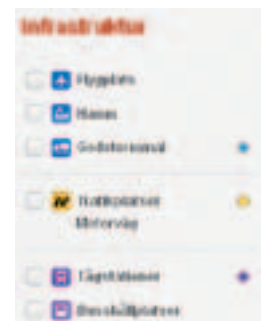 Infrastruktur
Flygplats
Hamn
Godsterminal
Trafikplatser
Motorväg
Tågstationer
Busshållplatser